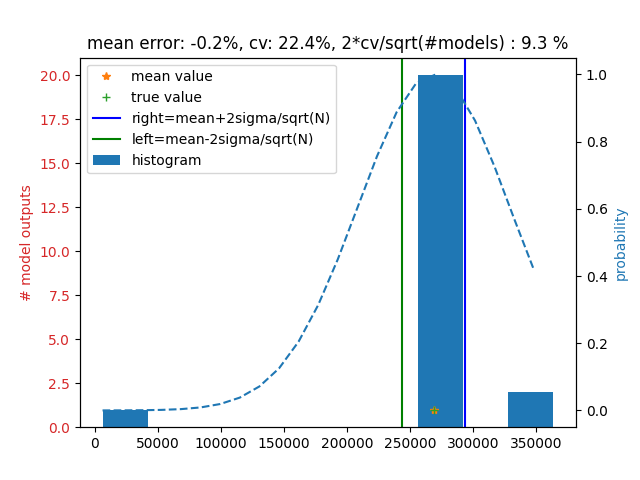 mean error: -0.2%, cv: 22.4%, 2*cv/sqrt(#models) : 9.3 %
mean value
true value
right=mean+2sigma/sqrt(N)
left=mean-2sigma/sqrt(N)
histogram
# model outputs
20.0
17.5
15.0
12.5
10.0
7.5
5.0
2.5
0.0
1.0
0.8
0.6
0.4
0.2
0.0
probability
0 50000 100000 150000 200000 250000 300000 350000